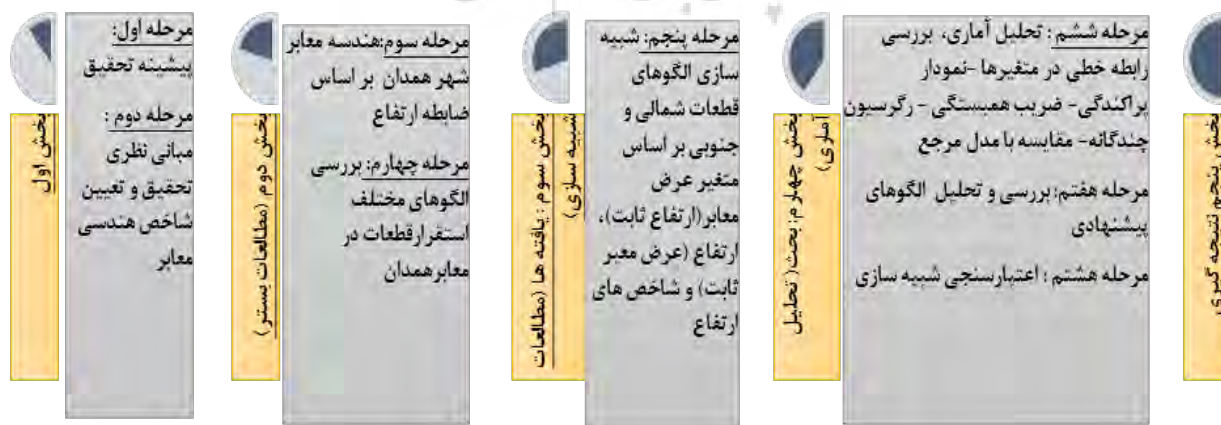 بخش اول
مرحله اول:
پیشینه تحقیق
مرحله دوم :
مبانی نظری
تحقیق و تعیین
شاخص هندسی
معابر
بخش دوم (مطالعات بستر)
مرحله سوم:هندسه معابر
شهر همدان بر اساس
ضابطه ارتفاع
مرحله چهارم: بررسی
الگوهای مختلف
استقرارقطعات در
معابرهمدان
بخش سوم : یافته ها (مطالعات
شبیه سازی)
مرحله پنجم: شبیه
سازی الگوهای
قطعات شمالی و
جنوبی بر اساس
متغیر عرض
معابر(ارتفاع ثابت)،
ارتفاع (عرض معبر
ثابت) و شاخص های
ارتفاع
بخش چهارم: بحث( تحلیل
آماری)
مرحله ششم : تحلیل آماری، بررسی
رابطه خطی در متغیرها -نمودار
پراکندگی- ضریب همبستگی - رگرسیون
چندگانه- مقایسه با مدل مرجع
مرحله هفتم: بررسی و تحلیل الگوهای
پیشنهادی
مرحله هشتم : اعتبارسنجی شبیه سازی
بخش پنجم نتیجه گیری